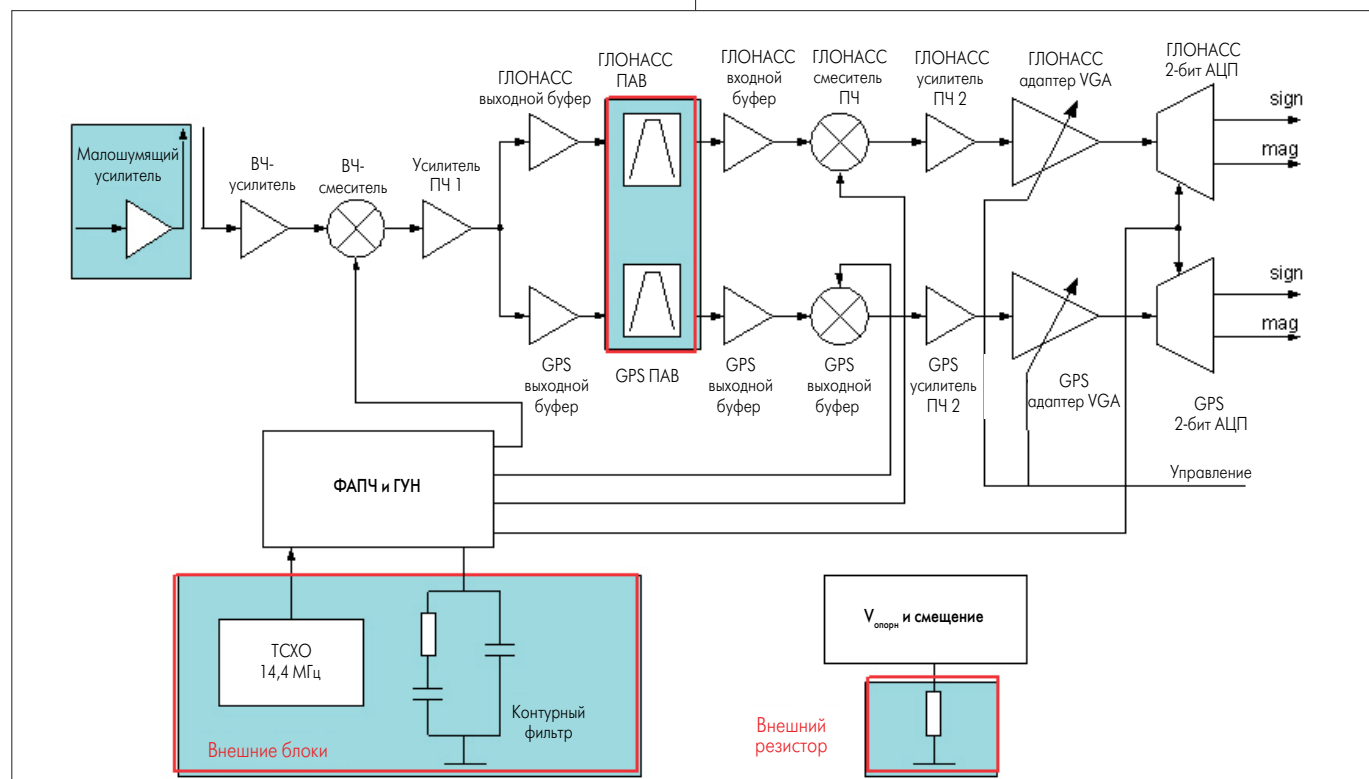 ГЛОНАСС
выходной буфер
ГЛОНАСС
ПАВ
ГЛОНАСС
входной
буфер
ГЛОНАСС
смеситель
ПЧ
ГЛОНАСС
усилитель
ПЧ 2
ГЛОНАСС
адаптер VGA
ГЛОНАСС
2-бит АЦП
sign
mag
Малошумящий
усилитель
ВЧ-
усилитель
ВЧ-
смеситель
Усилитель
ПЧ 1
sign
mag
GPS
выходной
буфер
GPS ПАВ
GPS
выходной
буфер
GPS
выходной
буфер
GPS
усилитель
ПЧ 2
GPS
адаптер VGA
GPS
2-бит АЦП
Управление
ФАПЧ и ГУН
ТСХО
14,4 МГц
Контурный
фильтр
Внешние блоки
Vопорн и смещение
Внешний
резистор